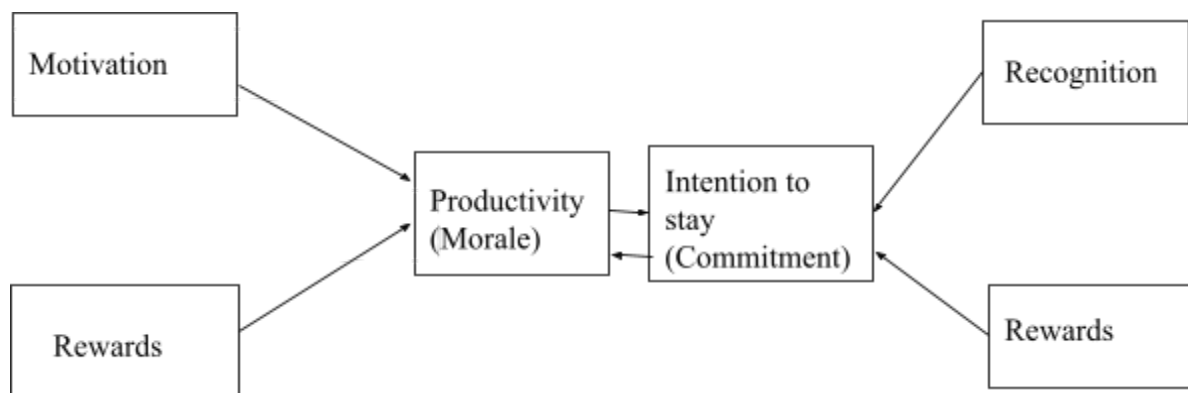 Motivation
Recognition
Productivity
(Morale)
Intention to
stay
(Commitment)
Rewards
Rewards